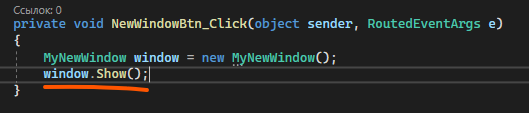 Ссылок: 0
private void NewWindowBtn_Click(object sender, RoutedEventArgs e)
{
MyNewWindow window = new MyNewWindow();
window.Show();
}